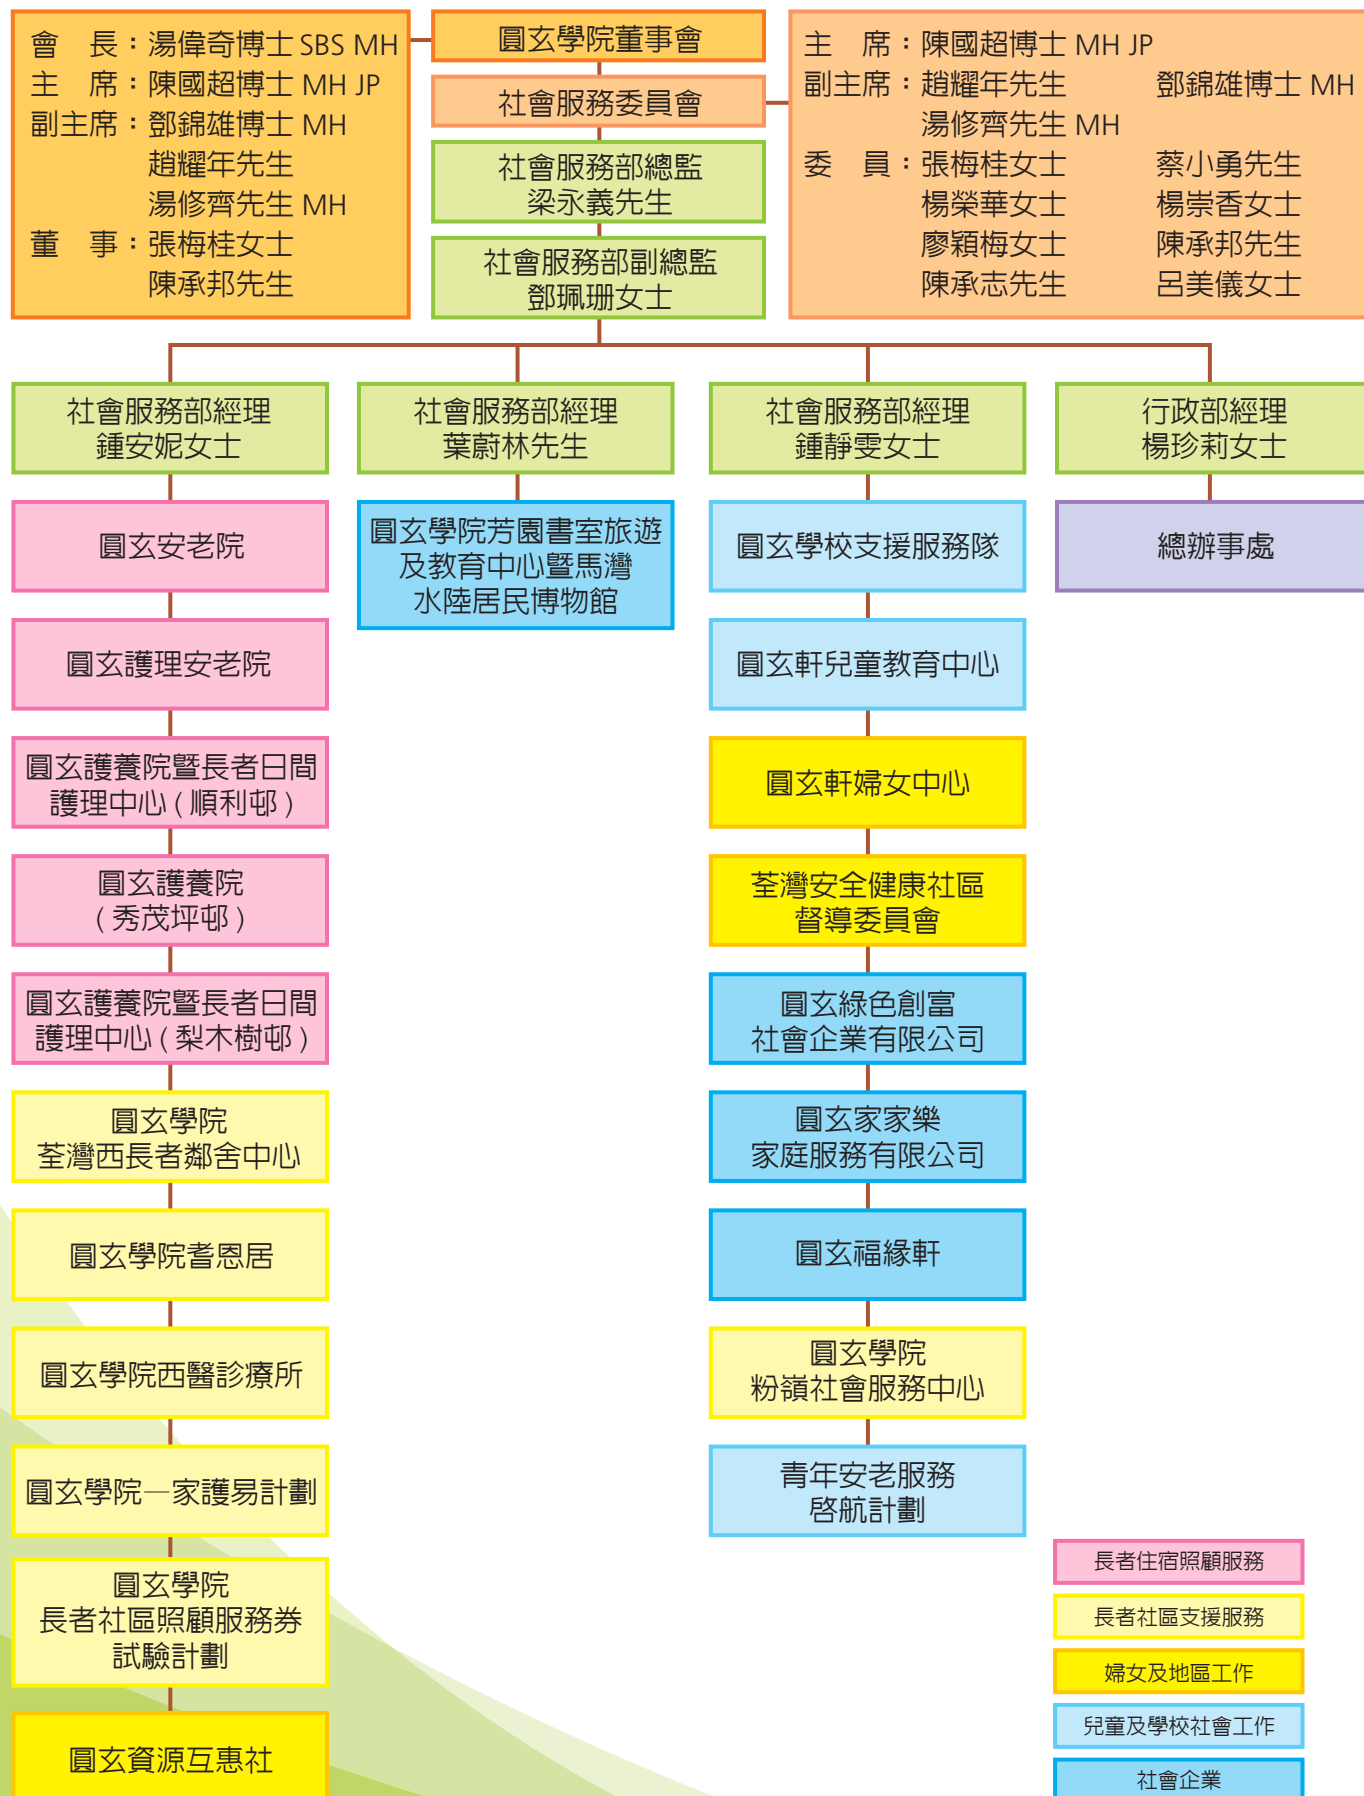 會　長：湯偉奇博士 SBS MH
主　席：陳國超博士 MH JP
副主席：鄧錦雄博士 MH
趙耀年先生
湯修齊先生 MH
董　事：張梅桂女士
陳承邦先生
圓玄學院董事會
社會服務委員會
社會服務部總監
梁永義先生
社會服務部副總監
鄧珮珊女士
主　席：陳國超博士 MH JP
副主席：趙耀年先生　鄧錦雄博士 MH
湯修齊先生 MH
委　員：張梅桂女士　蔡小勇先生
楊榮華女士　楊崇香女士
廖穎梅女士　陳承邦先生
陳承志先生　呂美儀女士
社會服務部經理
鍾安妮女士
圓玄安老院
圓玄護理安老院
圓玄護養院暨長者日間
護理中心 ( 順利邨 )
圓玄護養院
( 秀茂坪邨 )
圓玄護養院暨長者日間
護理中心 ( 梨木樹邨 )
圓玄學院
荃灣西長者鄰舍中心
圓玄學院耆恩居
圓玄學院西醫診療所
圓玄學院—家護易計劃
圓玄學院
長者社區照顧服務券
試驗計劃
圓玄資源互惠社
社會服務部經理
葉蔚林先生
圓玄學院芳園書室旅遊
及教育中心暨馬灣
水陸居民博物館
社會服務部經理
鍾靜雯女士
圓玄學校支援服務隊
圓玄軒兒童教育中心
圓玄軒婦女中心
荃灣安全健康社區
督導委員會
圓玄綠色創富
社會企業有限公司
圓玄家家樂
家庭服務有限公司
圓玄福緣軒
圓玄學院
粉嶺社會服務中心
青年安老服務
啓航計劃
行政部經理
楊珍莉女士
總辦事處
長者住宿照顧服務
長者社區支援服務
婦女及地區工作
兒童及學校社會工作
社會企業